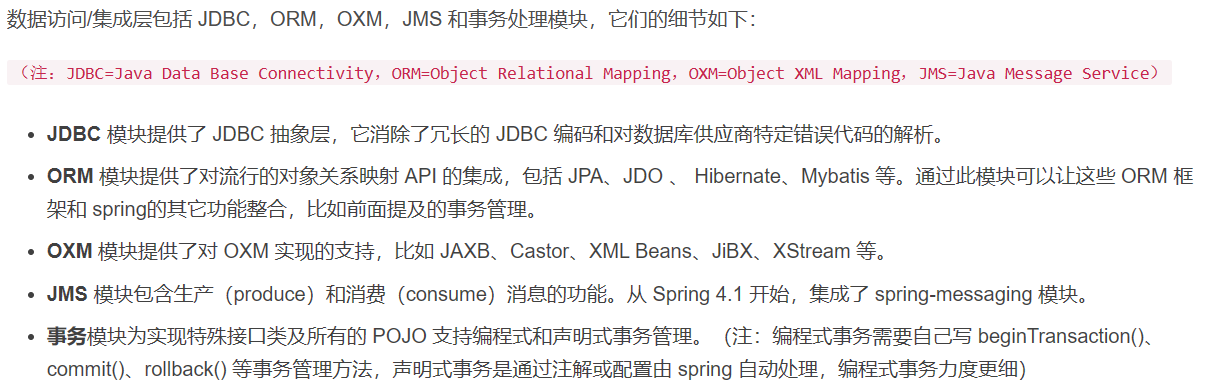 数据访问/集成层包括 JDBC，ORM，OXM，JMS 和事务处理模块，它们的细节如下：
（注：JDBC=Java Data Base Connectivity，ORM=Object Relational Mapping，OXM=Object XML Mapping，JMS=Java Message Service）
• JDBC 模块提供了 JDBC 抽象层，它消除了冗长的 JDBC 编码和对数据库供应商特定错误代码的解析。
• ORM 模块提供了对流行的对象关系映射 API 的集成，包括 JPA、JDO 、 Hibernate、Mybatis 等。通过此模块可以让这些 ORM 框
架和 spring的其它功能整合，比如前面提及的事务管理。
• OXM 模块提供了对 OXM 实现的支持，比如 JAXB、Castor、XML Beans、JiBX、XStream 等。
• JMS 模块包含生产（produce）和消费（consume）消息的功能。从 Spring 4.1 开始，集成了 spring-messaging 模块。
• 事务模块为实现特殊接口类及所有的 POJO 支持编程式和声明式事务管理。（注：编程式事务需要自己写 beginTransaction()、
commit()、rollback() 等事务管理方法，声明式事务是通过注解或配置由 spring 自动处理，编程式事务力度更细）